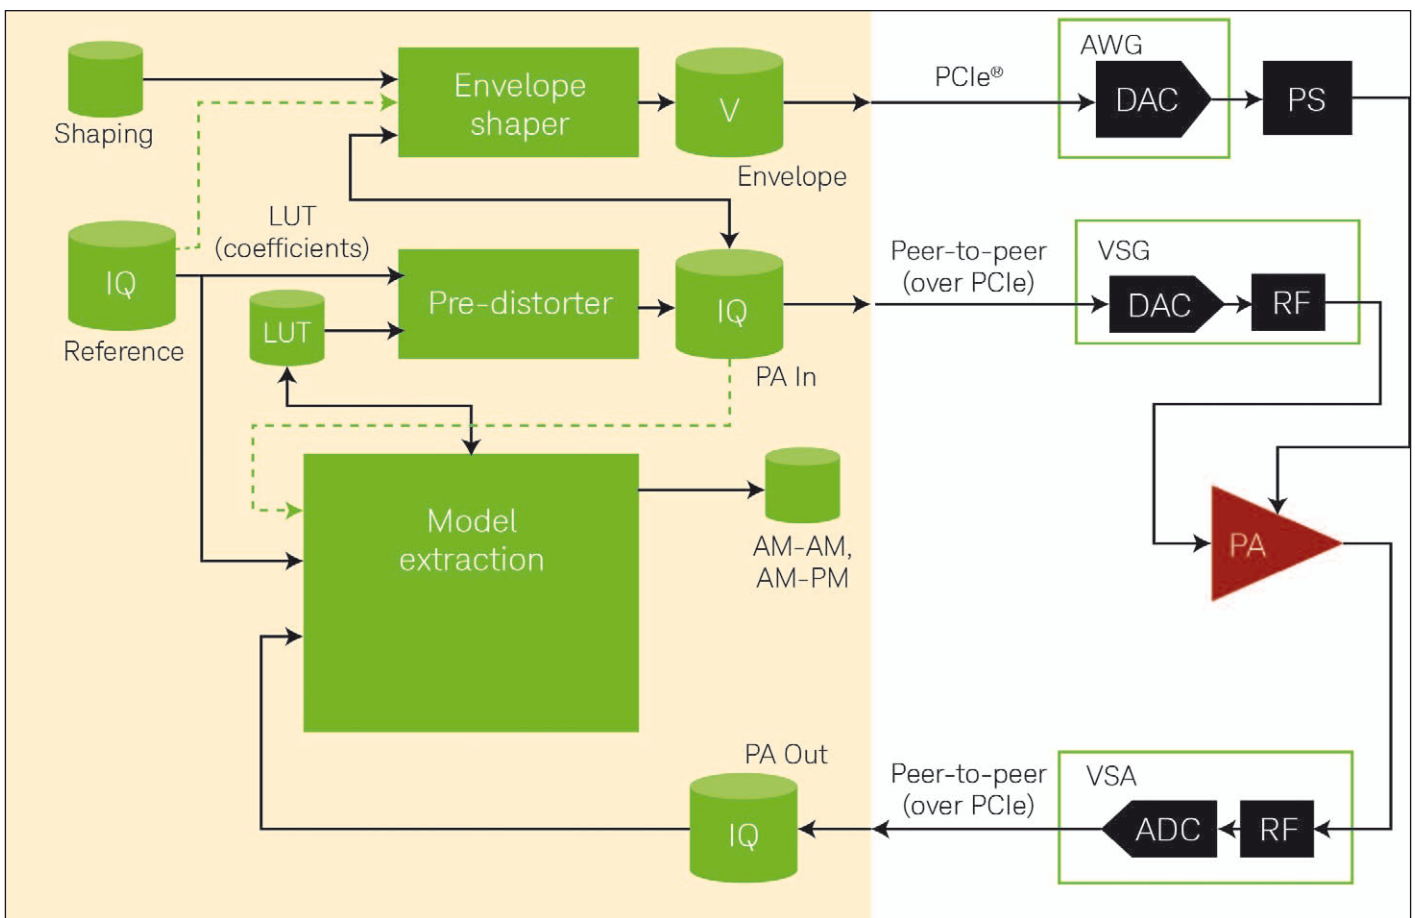 Shaping
Envelope
shaper
V
Envelope
PCIe®
AWG
DAC
PS
IQ
Reference
LUT
(coefficients)
LUT
Pre-distorter
IQ
PA In
Peer-to-peer
(over PCIe)
VSG
DAC
RF
Model
extraction
AM-AM,
AM-PM
PA
PA Out
IQ
Peer-to-peer
(over PCIe)
VSA
ADC
RF